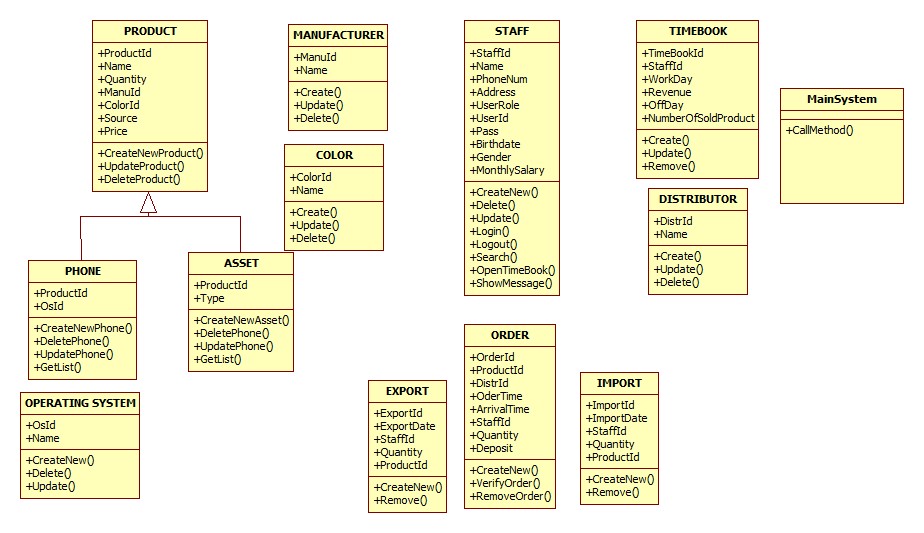 PRODUCT
+ProductId
+Name
+Quantity
+ManuId
+ColorId
+Source
+Price
+CreateNewProduct()
+UpdateProduct()
+DeleteProduct()
MANUFACTURER
+ManuId
+Name
+Create()
+Update()
+Delete()
COLOR
+ColorId
+Name
+Create()
+Update()
+Delete()
STAFF
+StaffId
+Name
+PhoneNum
+Address
+UserRole
+UserId
+Pass
+Birthdate
+Gender
+MonthlySalary
+CreateNew()
+Delete()
+Update()
+Login()
+Logout()
+Search()
+OpenTimeBook()
+ShowMessage()
TIMEBOOK
+TimeBookId
+StaffId
+WorkDay
+Revenue
+OffDay
+NumberOfSoldProduct
+Create()
+Update()
+Remove()
MainSystem
+CallMethod()
DISTRIBUTOR
+DistrId
+Name
+Create()
+Update()
+Delete()
PHONE
+ProductId
+OsId
+CreateNewPhone()
+DeletePhone()
+UpdatePhone()
+GetList()
ASSET
+ProductId
+Type
+CreateNewAsset()
+DeletePhone()
+UpdatePhone()
+GetList()
OPERATING SYSTEM
+OsId
+Name
+CreateNew()
+Delete()
+Update()
EXPORT
+ExportId
+ExportDate
+StaffId
+Quantity
+ProductId
+CreateNew()
+Remove()
ORDER
+OrderId
+ProductId
+DistrId
+OderTime
+ArrivalTime
+StaffId
+Quantity
+Deposit
+CreateNew()
+VerifyOrder()
+RemoveOrder()
IMPORT
+ImportId
+ImportDate
+StaffId
+Quantity
+ProductId
+CreateNew()
+Remove()